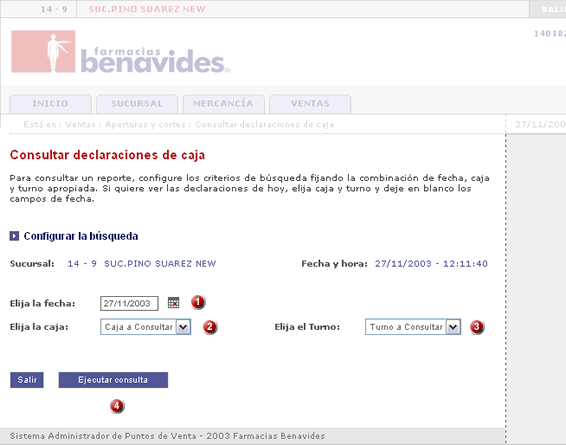 14 - 9 SUC.PINO SUAREZ NEW SALI
140182
farmacias
benavides
INICIO SUCURSAL MERCANCÍA VENTAS
Está en : Ventas : Aperturas y cortes : Consultar declaraciones de caja 27/11/200
Consultar declaraciones de caja
Para consultar un reporte, configure los criterios de búsqueda fijando la combinación de fecha, caja
y turno apropiada. Si quiere ver las declaraciones de hoy, elija caja y turno y deje en blanco los
campos de fecha.
Configurar la búsqueda
Sucursal: 14 - 9 SUC.PINO SUAREZ NEW Fecha y hora: 27/11/2003 - 12:11:40
Elija la fecha: 27/11/2003 1
Elija la caja: Caja a Consultar 2 Elija el Turno: Turno a Consultar 3
Salir Ejecutar consulta
4
Sistema Administrador de Puntos de Venta - 2003 Farmacias Benavides